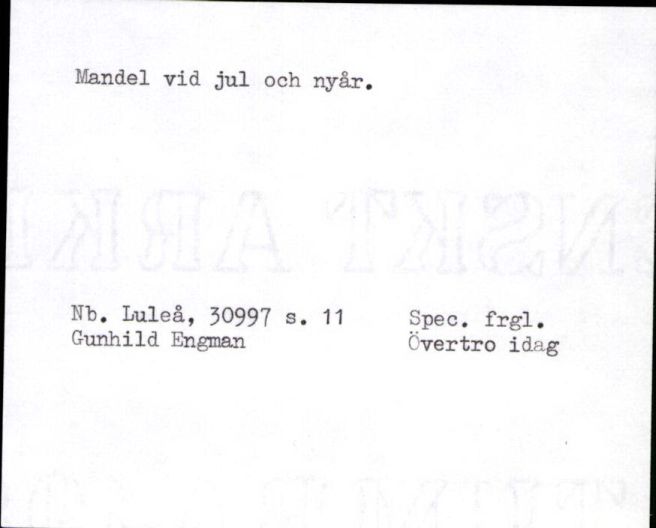 Mandel vid jul och nyår.
Nb. Luleå, 30997 s. 11
Gunhild Engman
Spec. frgl.
Övertro idag